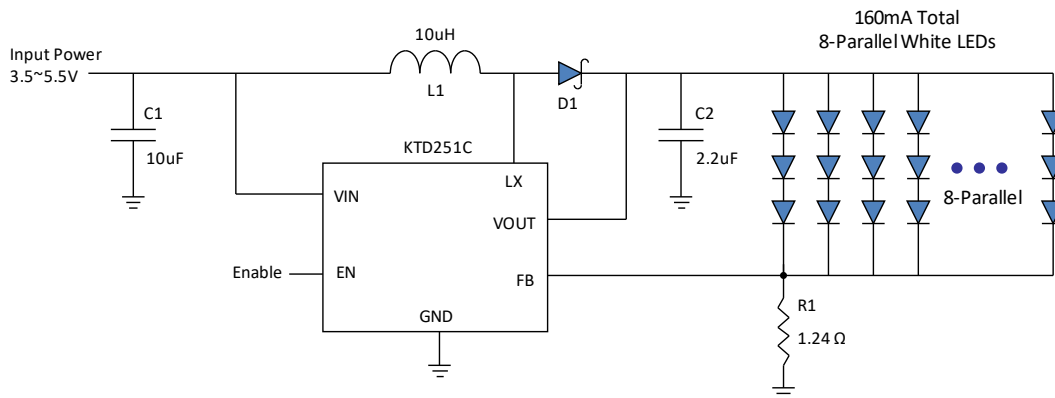 160mA Total
8-Parallel White LEDs
Input Power
3.5~5.5V
10uH
L1
D1
C1
10uF
C2
2.2uF
KTD251C
LX
VIN
VOUT
8-Parallel
Enable
EN
FB
GND
R1
1.24 Ω